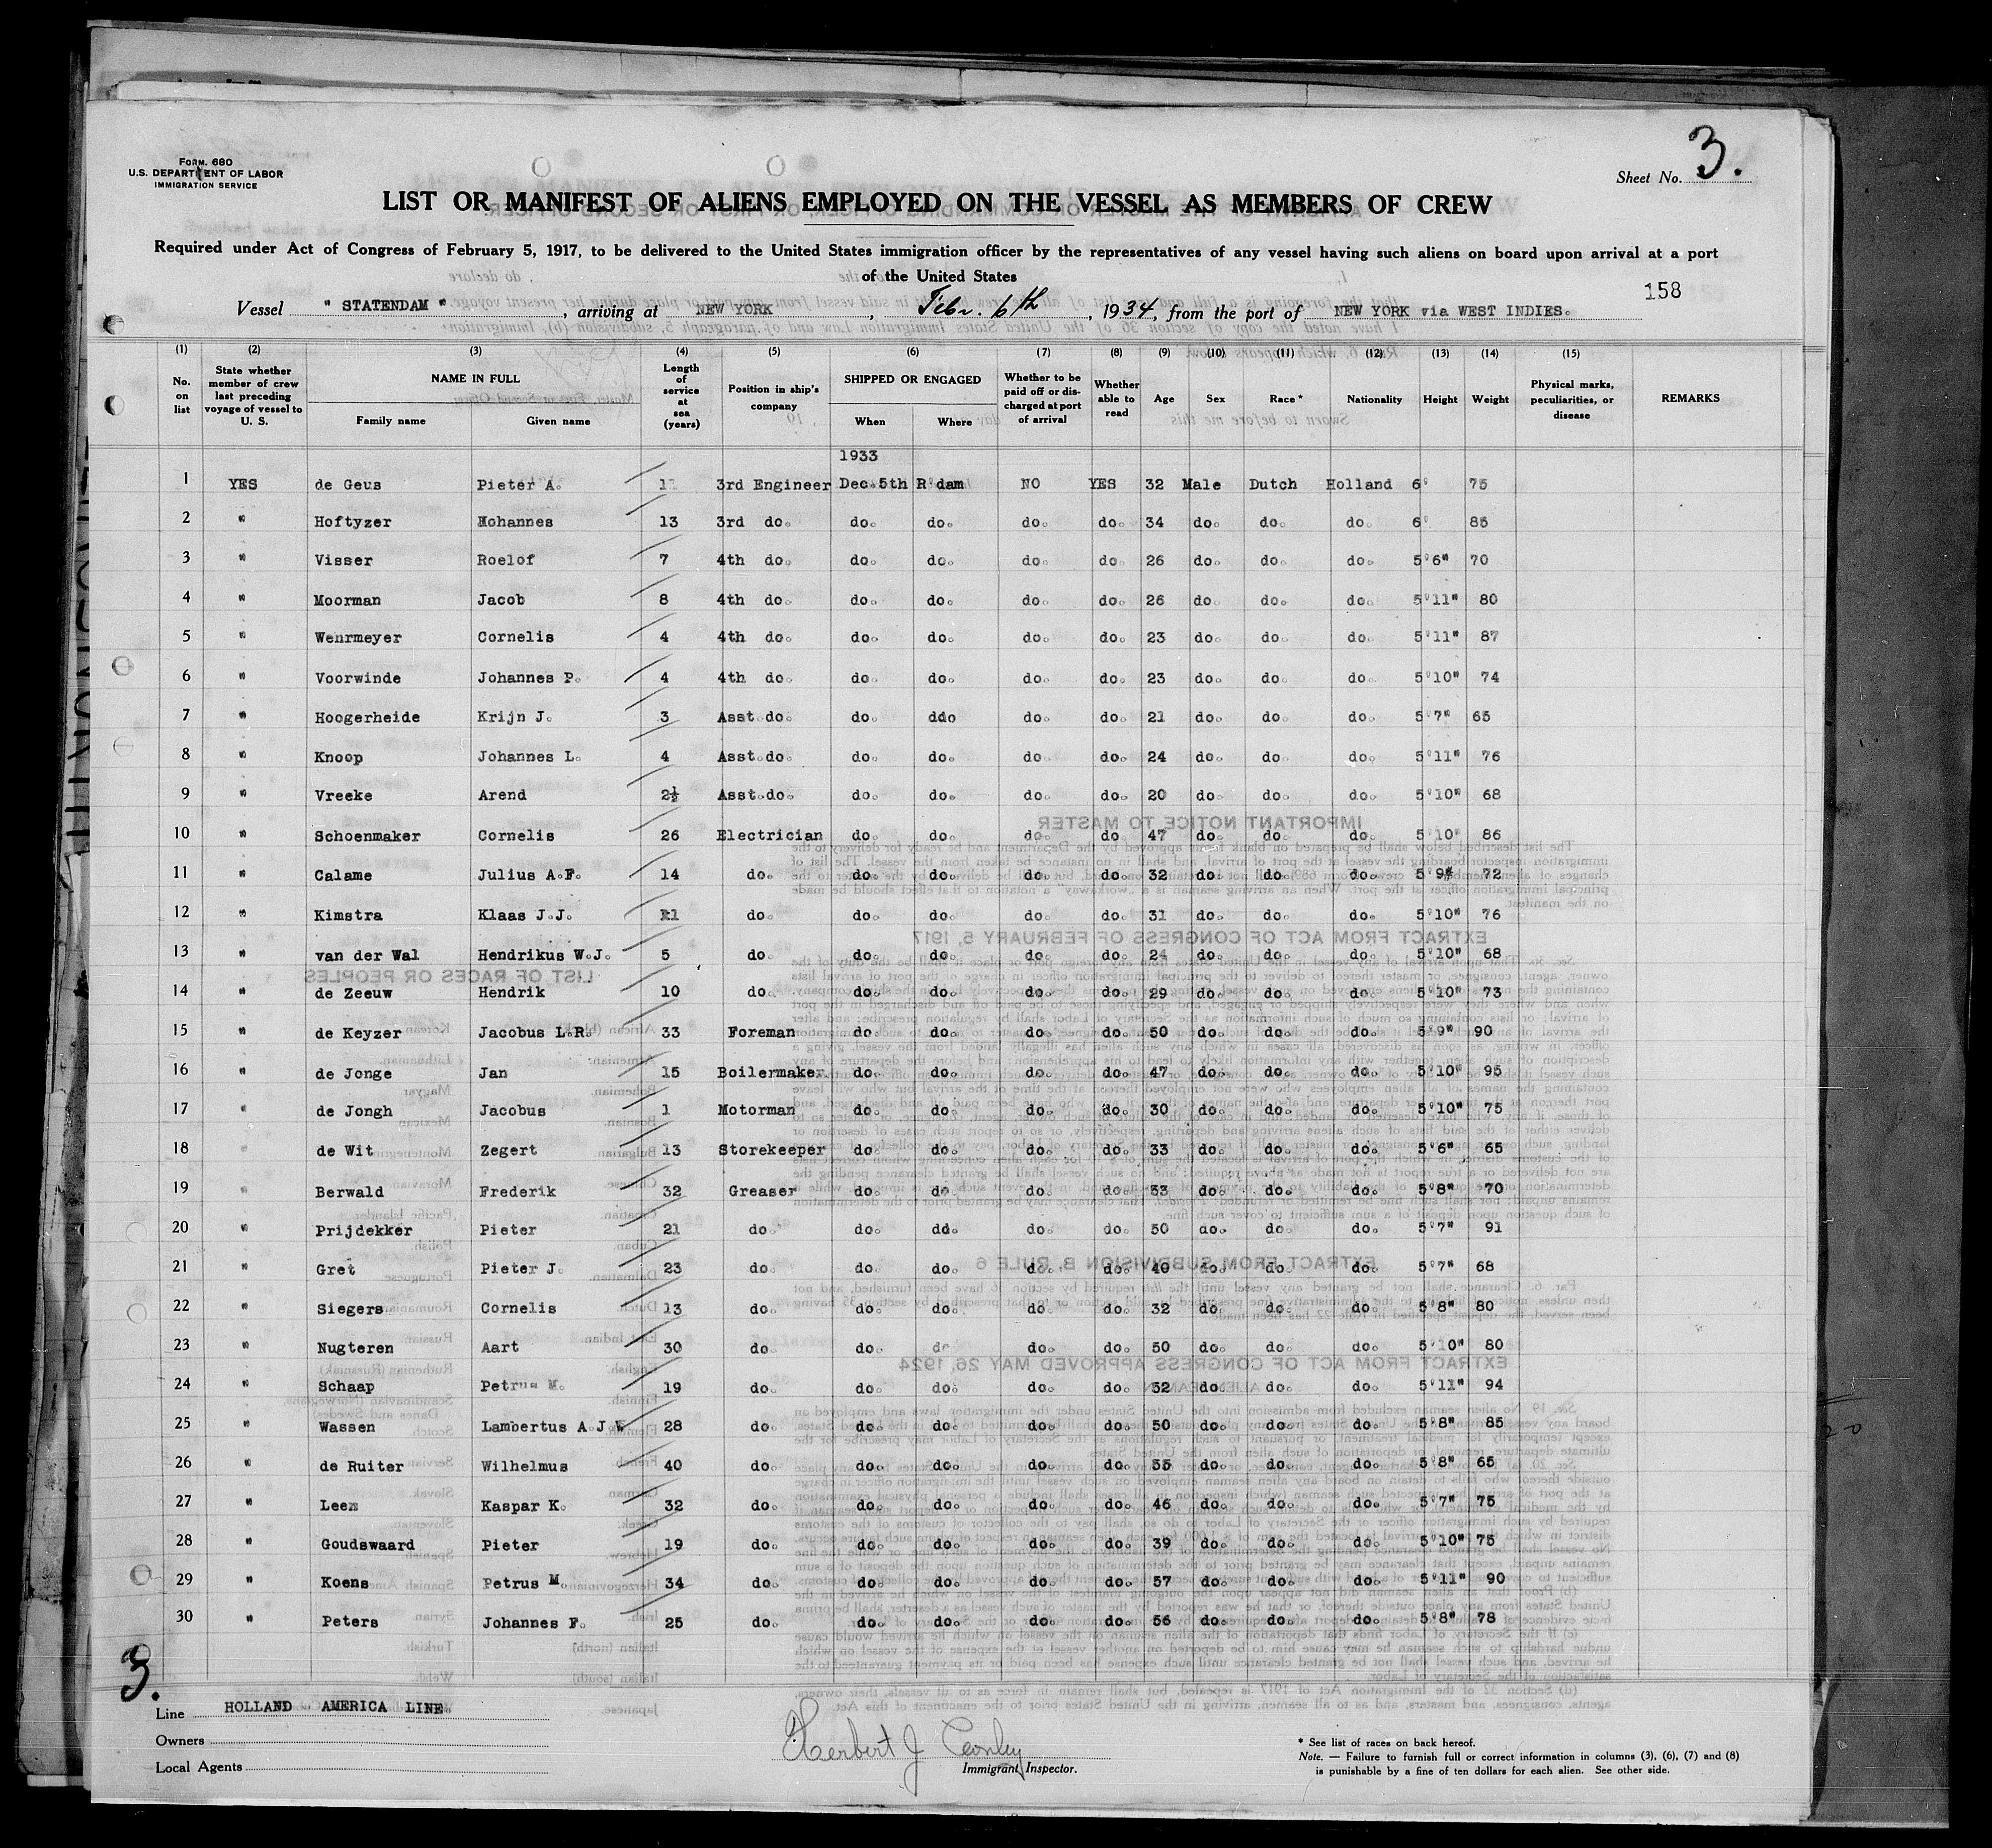 FORM 680
U.S. DEPARTMENT OF LABOR
IMMIGRATION SERVICE
Sheet No. 3.
LIST OR MANIFEST OF ALIENS EMPLOYED ON THE VESSEL AS MEMBERS OF CREW
Required under Act of Congress of February 5, 1917, to be delivered to the United States immigration officer by the representatives of any vessel having such aliens on board upon arrival at a port
of the United States
158
Vessel " STATENDAM ", arriving at NEW YORK, Febr. 6th, 1934, from the port of NEW YORK via WEST INDIES.
(1) (2) (3) (4) (5) (6) (7) (8) (9) (10) (11) (12) (13) (14) (15)
No. on list | State whether member of crew last preceding voyage of vessel to U. S. | NAME IN FULL Family name Given name | Length of service at sea (years) | Position in ship's company | SHIPPED OR ENGAGED When Where | Whether to be paid off or discharged at port of arrival | Whether able to read | Age | Sex | Race * | Nationality | Height | Weight | Physical marks, peculiarities, or disease | REMARKS
1933
1 YES de Geus Pieter A. 3rd Engineer Dec.5th R'dam NO YES 32 Male Dutch Holland 6' 75
2 " Hoftyzer Johannes 13 3rd do. do. do. do. do. 34 do. do. do. 6' 85
3 " Visser Roelof 7 4th do. do. do. do. do. 26 do. do. do. 5'6" 70
4 " Moorman Jacob 8 4th do. do. do. do. do. 26 do. do. do. 5'11" 80
5 " Wehrmeyer Cornelis 4 4th do. do. do. do. do. 23 do. do. do. 5'11" 87
6 " Voorwinde Johannes P. 4 4th do. do. do. do. do. 23 do. do. do. 5'10" 74
7 " Hoogerheide Krijn J. 3 Asst.do. do. ddo do. do. 21 do. do. do. 5'7" 65
8 " Knoop Johannes L. 4 Asst.do. do. do. do. do. 24 do. do. do. 5'11" 76
9 " Vreeke Arend 2½ Asst.do. do. do. do. do. 20 do. do. do. 5'10" 68
10 " Schoenmaker Cornelis 26 Electrician do. do. do. do. 47 do. do. do. 5'10" 86
11 " Calame Julius A.F. 14 do. do. do. do. do. 32 do. do. do. 5'9" 72
12 " Kimstra Klaas J.J. 11 do. do. do. do. do. 31 do. do. do. 5'10" 76
13 " van der Wal Hendrikus W.J. 5 do. do. do. do. do. 24 do. do. do. 5'10" 68
14 " de Zeeuw Hendrik 10 do. do. do. do. do. 29 do. do. do. 5'10" 73
15 " de Keyzer Jacobus L.R. 33 Foreman do. do. do. do. 50 do. do. do. 5'9" 90
16 " de Jonge Jan 15 Boilermaker do. do. do. do. 47 do. do. do. 5'10" 95
17 " de Jongh Jacobus 1 Motorman do. do. do. do. 30 do. do. do. 5'10" 75
18 " de Wit Zegert 13 Storekeeper do. do. do. do. 33 do. do. do. 5'6" 65
19 " Berwald Frederik 32 Greaser do. do. do. do. 53 do. do. do. 5'8" 70
20 " Prijdekker Pieter 21 do. do. do. do. do. 50 do. do. do. 5'7" 91
21 " Gret Pieter J. 23 do. do. do. do. do. 40 do. do. do. 5'7" 68
22 " Siegers Cornelis 13 do. do. do. do. do. 32 do. do. do. 5'8" 80
23 " Nugteren Aart 30 do. do. do. do. do. 50 do. do. do. 5'10" 80
24 " Schaap Petrus M. 19 do. do. do. do. do. 32 do. do. do. 5'11" 94
25 " Wassen Lambertus A.J.W. 28 do. do. do. do. do. 50 do. do. do. 5'8" 85
26 " de Ruiter Wilhelmus 40 do. do. do. do. do. 55 do. do. do. 5'8" 65
27 " Leem Kaspar K. 32 do. do. do. do. do. 46 do. do. do. 5'7" 75
28 " Goudswaard Pieter 19 do. do. do. do. do. 39 do. do. do. 5'10" 75
29 " Koens Petrus M. 34 do. do. do. do. do. 57 do. do. do. 5'11" 90
30 " Peters Johannes F. 25 do. do. do. do. do. 56 do. do. do. 5'8" 78
3.
Line HOLLAND AMERICA LINE.
Owners
Local Agents
Herbert J Conley
Immigrant Inspector.
* See list of races on back hereof.
Note. — Failure to furnish full or correct information in columns (3), (6), (7) and (8)
is punishable by a fine of ten dollars for each alien. See other side.